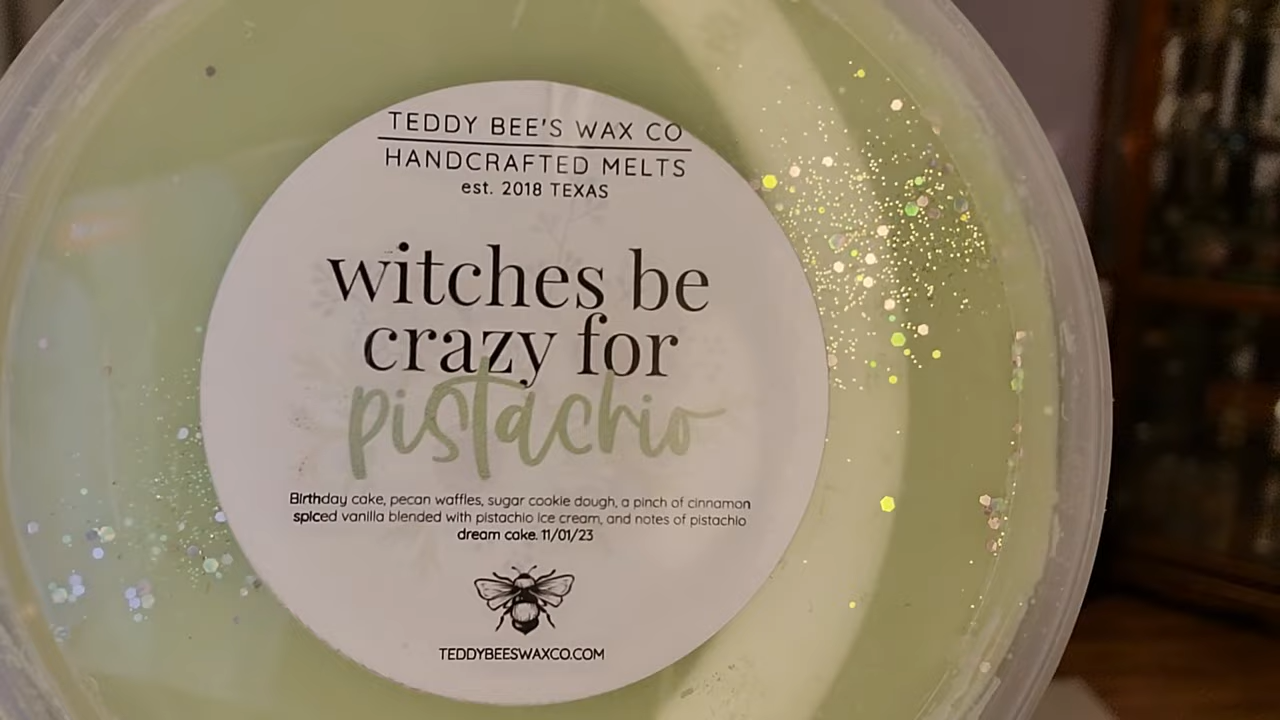 TEDDY BEE'S WAX CO
HANDCRAFTED MELTS
est. 2018 TEXAS
witches be
crazy for
pistachio
Birthday cake, pecan waffles, sugar cookie dough, a pinch of cinnamon
spiced vanilla blended with pistachio ice cream, and notes of pistachio
dream cake. 11/01/23
TEDDYBEESWAXCO.COM